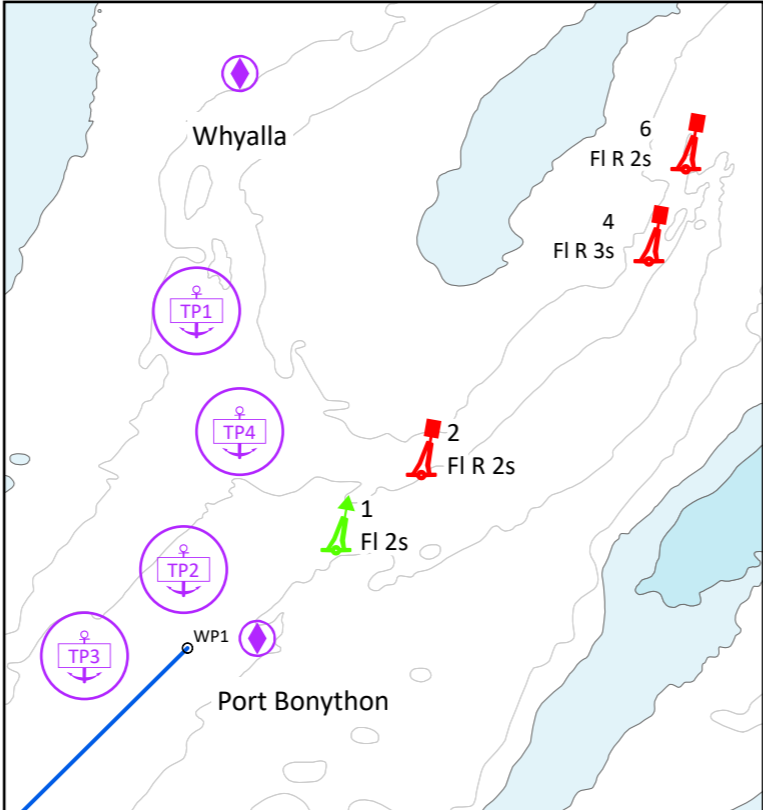 Whyalla
6
Fl R 2s
4
Fl R 3s
TP1
TP4
2
Fl R 2s
1
Fl 2s
TP2
WP1
TP3
Port Bonython